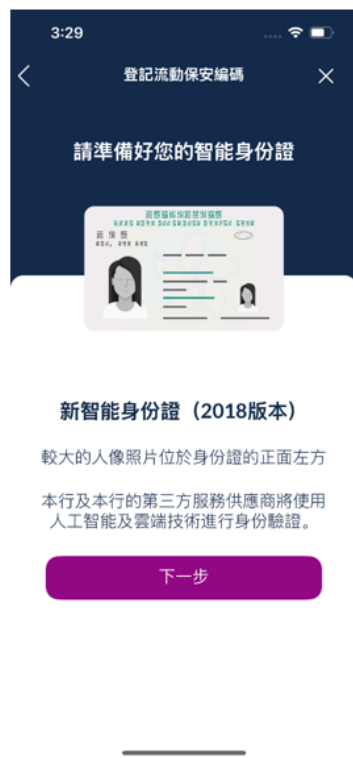 3:29
登記流動保安編碼
請準備好您的智能身份證
新智能身份證（2018版本）
較大的人像照片位於身份證的正面左方
本行及本行的第三方服務供應商將使用
人工智能及雲端技術進行身份驗證。
下一步